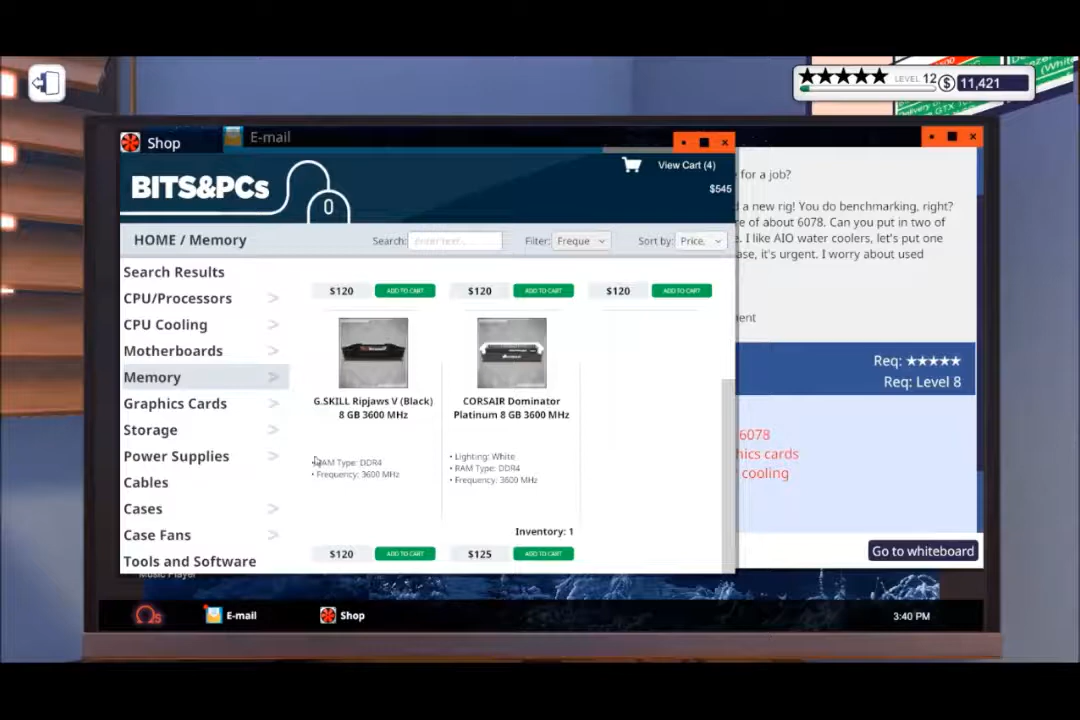 LEVEL 12
$ 11,421
Shop
E-mail
BITS&PCs
0
View Cart (4)
$545
HOME / Memory
Search: enter text...
Filter: Freque
Sort by: Price,
Search Results
CPU/Processors >
CPU Cooling >
Motherboards >
Memory >
Graphics Cards >
Storage >
Power Supplies >
Cables
Cases >
Case Fans >
Tools and Software
$120 ADD TO CART
$120 ADD TO CART
$120 ADD TO CART
G.SKILL Ripjaws V (Black)
8 GB 3600 MHz
• RAM Type: DDR4
• Frequency: 3600 MHz
$120 ADD TO CART
CORSAIR Dominator
Platinum 8 GB 3600 MHz
• Lighting: White
• RAM Type: DDR4
• Frequency: 3600 MHz
Inventory: 1
$125 ADD TO CART
for a job?
d a new rig! You do benchmarking, right?
re of about 6078. Can you put in two of
e. I like AIO water coolers, let's put one
ase, it's urgent. I worry about used
ent
Req: ★★★★★
Req: Level 8
6078
hics cards
cooling
Go to whiteboard
Music Player
E-mail
Shop
3:40 PM